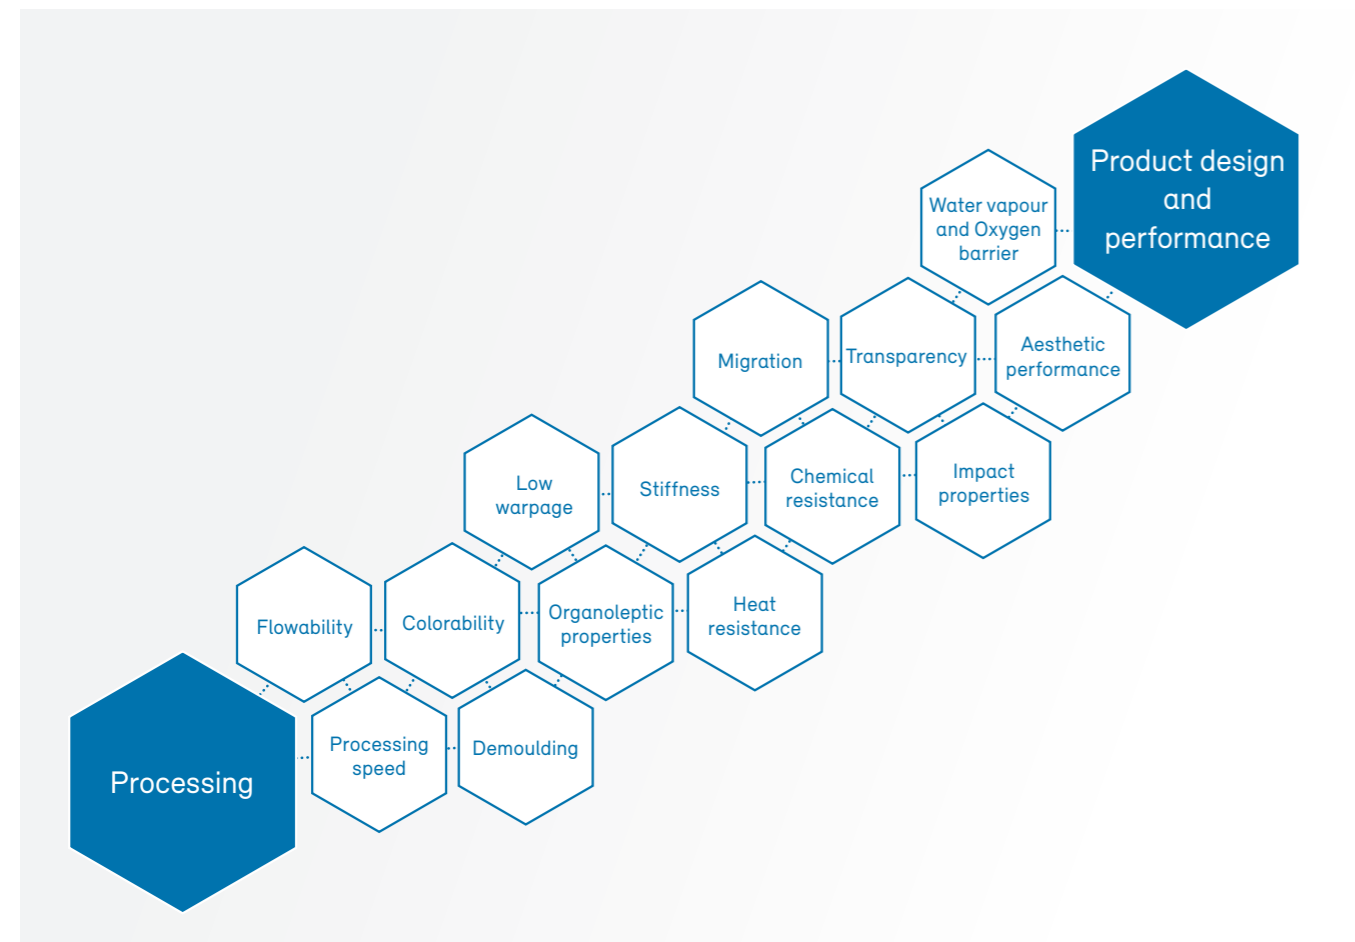 Product design
and
performance
Water vapour
and Oxygen
barrier
Migration
Transparency
Aesthetic
performance
Low
warpage
Stiffness
Chemical
resistance
Impact
properties
Flowability
Colorability
Organoleptic
properties
Heat
resistance
Processing
Processing
speed
Demoulding